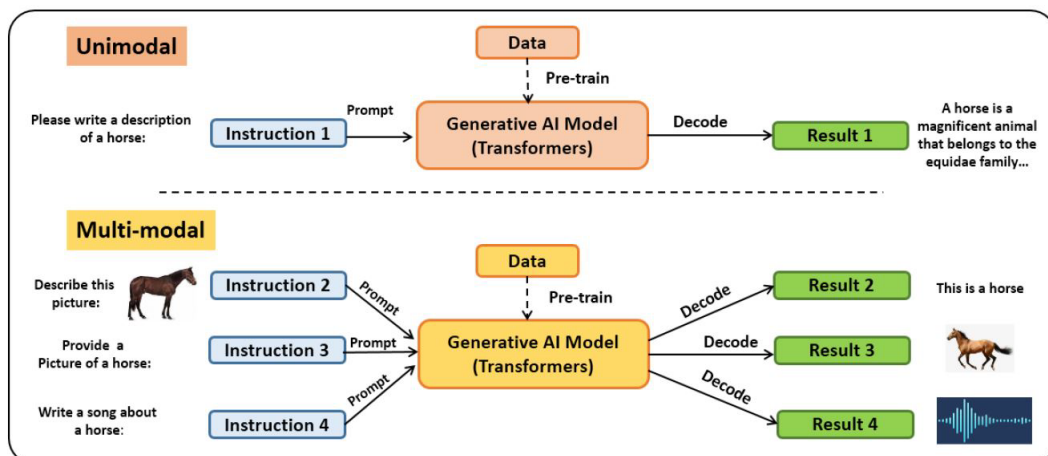 Unimodal
Data
Pre-train
Please write a description
of a horse:
Instruction 1
Prompt
Generative AI Model
(Transformers)
Decode
Result 1
A horse is a
magnificent animal
that belongs to the
equidae family...
Multi-modal
Data
Pre-train
Describe this
picture:
Instruction 2
Prompt
Decode
Result 2
This is a horse
Provide a
Picture of a horse:
Instruction 3
Prompt
Generative AI Model
(Transformers)
Decode
Result 3
Write a song about
a horse:
Instruction 4
Prompt
Decode
Result 4